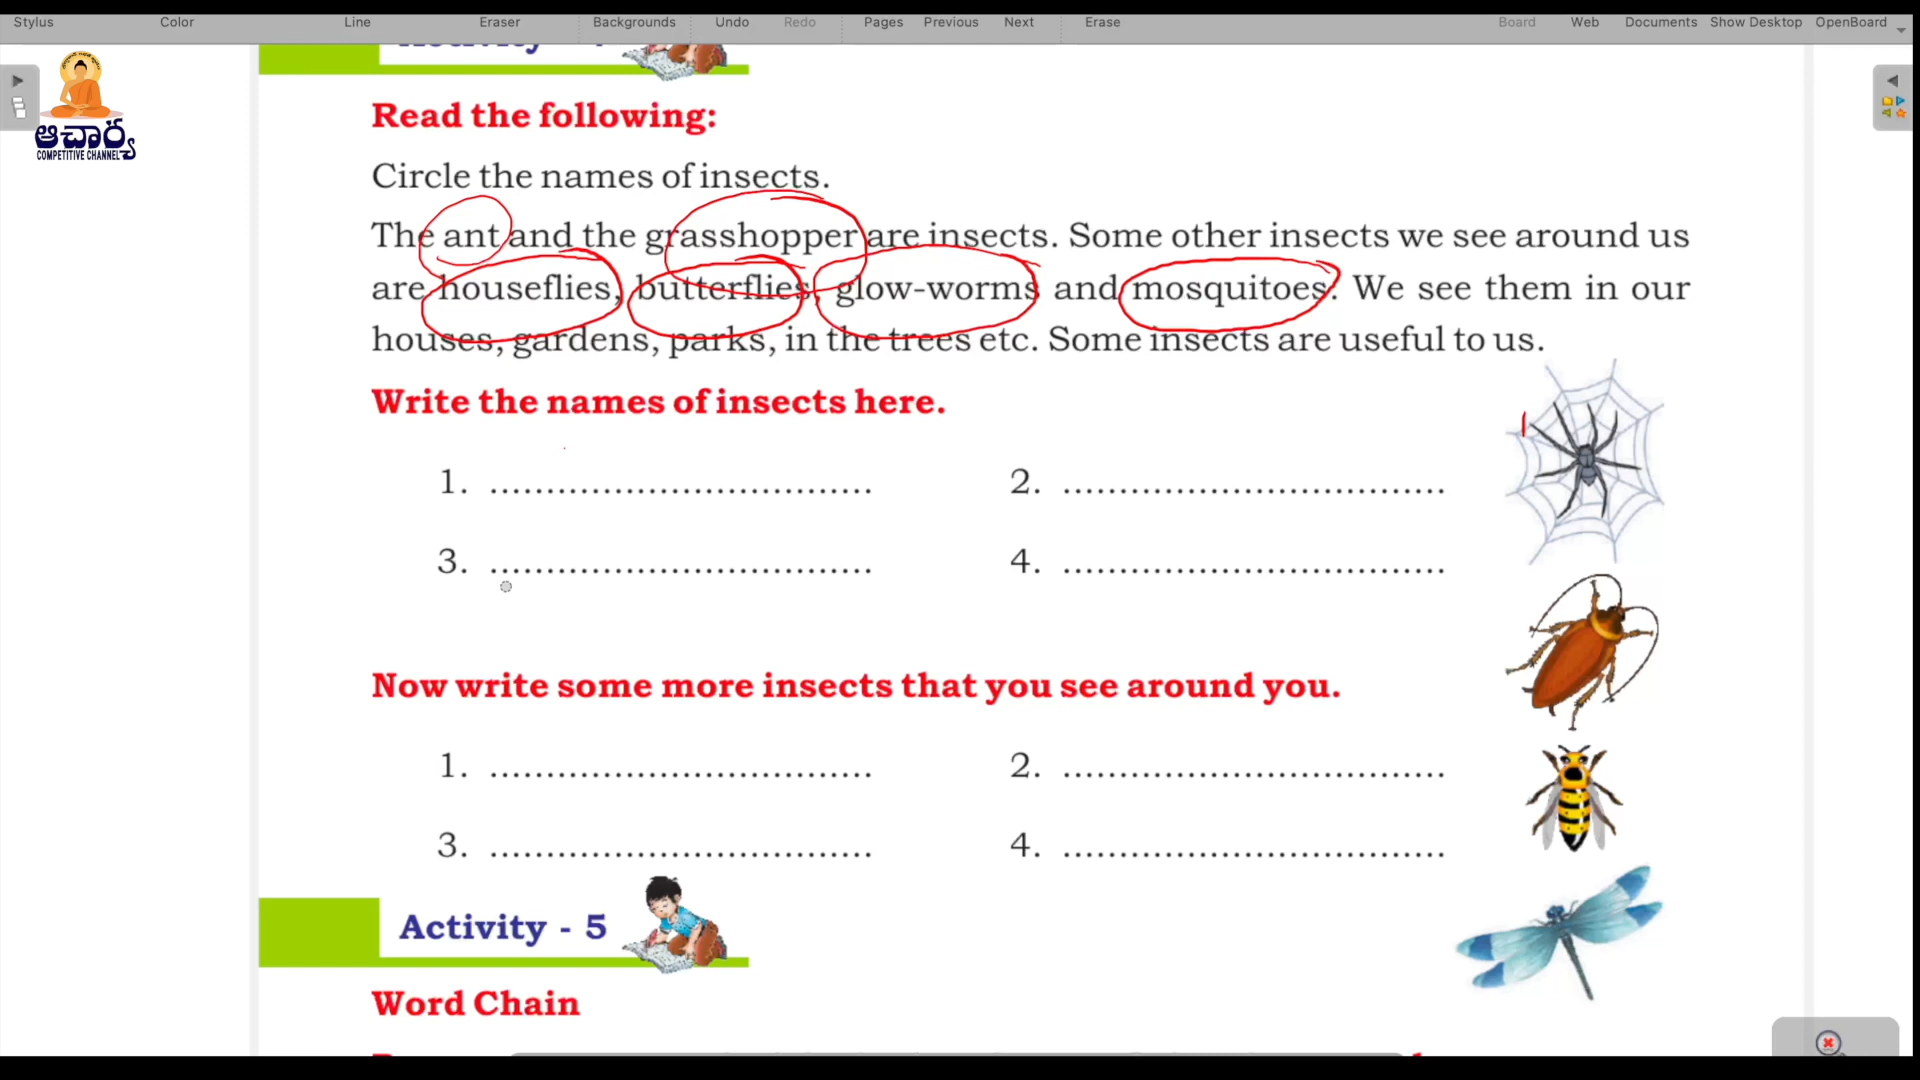 Stylus Color Line Eraser Backgrounds Undo Redo Pages Previous Next Erase Board Web Documents Show Desktop OpenBoard
ఆచార్య
COMPETITIVE CHANNEL
Read the following:
Circle the names of insects.
The ant and the grasshopper are insects. Some other insects we see around us
are houseflies, butterflies, glow-worms and mosquitoes. We see them in our
houses, gardens, parks, in the trees etc. Some insects are useful to us.
Write the names of insects here.
1. .................................. 2. ..................................
3. .................................. 4. ..................................
Now write some more insects that you see around you.
1. .................................. 2. ..................................
3. .................................. 4. ..................................
Activity - 5
Word Chain